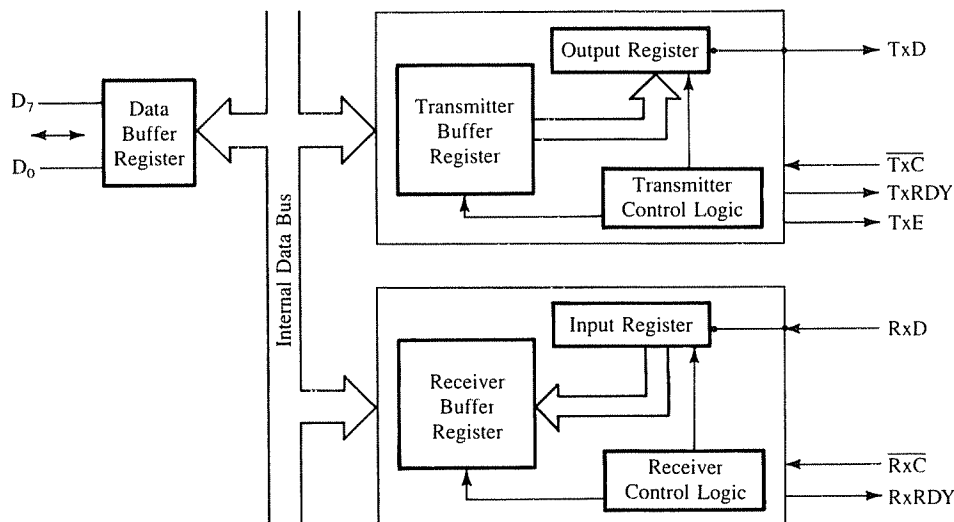 Output Register
TxD
D7
Data
Buffer
Register
D0
Transmitter
Buffer
Register
TxC
Transmitter
Control Logic
TxRDY
TxE
Internal Data Bus
Input Register
RxD
Receiver
Buffer
Register
Receiver
Control Logic
RxC
RxRDY